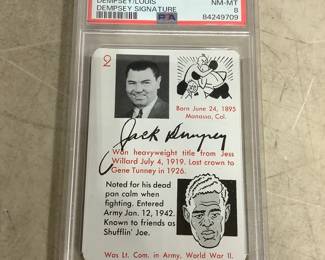 DEMPSEY/LOUIS
DEMPSEY SIGNATURE
NM-MT
8
PSA
84249709
2
Born June 24, 1895
Manassa, Col.
Jack Dempsey
Won heavyweight title from Jess
Willard July 4, 1919. Lost crown to
Gene Tunney in 1926.
Noted for his dead
pan calm when
fighting. Entered
Army Jan. 12, 1942.
Known to friends as
Shufflin' Joe.
Was Lt. Com. in Army, World War II.